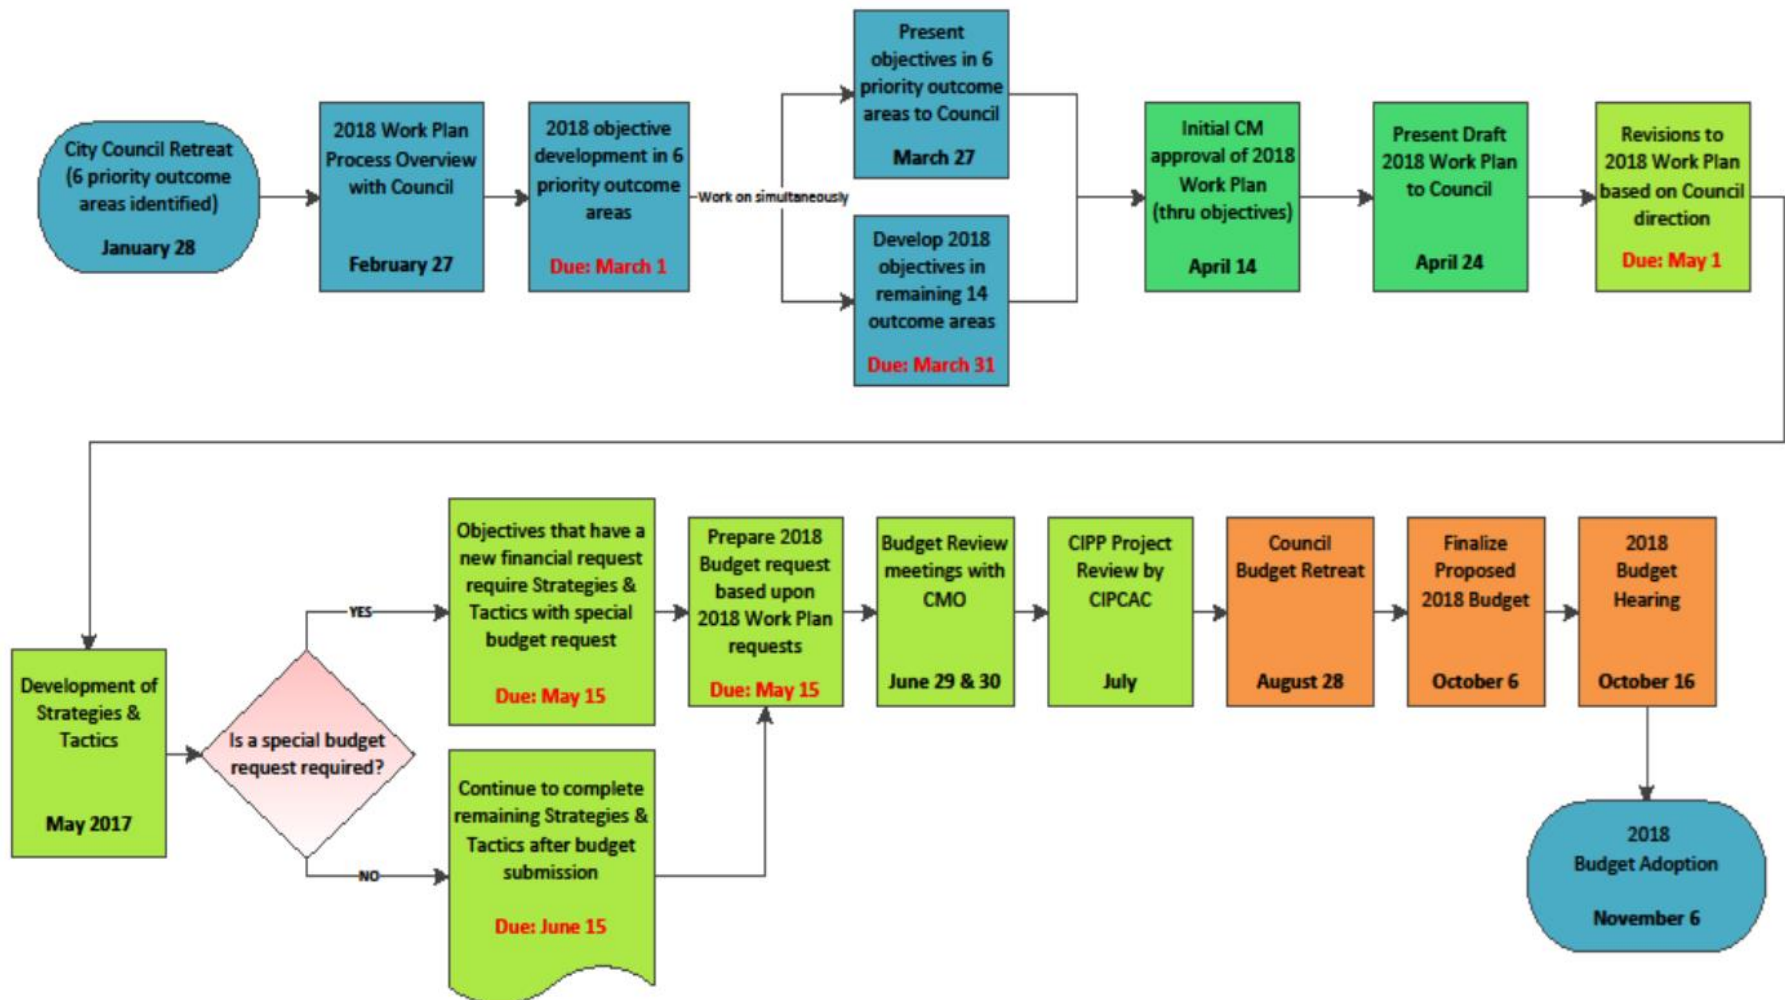 City Council Retreat
(6 priority outcome
areas identified)
January 28
2018 Work Plan
Process Overview
with Council
February 27
2018 objective
development in 6
priority outcome
areas
Due: March 1
Work on simultaneously
Present
objectives in 6
priority outcome
areas to Council
March 27
Develop 2018
objectives in
remaining 14
outcome areas
Due: March 31
Initial CM
approval of 2018
Work Plan
(thru objectives)
April 14
Present Draft
2018 Work Plan
to Council
April 24
Revisions to
2018 Work Plan
based on Council
direction
Due: May 1
Development of
Strategies &
Tactics
May 2017
Is a special budget
request required?
YES
NO
Objectives that have a
new financial request
require Strategies &
Tactics with special
budget request
Due: May 15
Continue to complete
remaining Strategies &
Tactics after budget
submission
Due: June 15
Prepare 2018
Budget request
based upon
2018 Work Plan
requests
Due: May 15
Budget Review
meetings with
CMO
June 29 & 30
CIPP Project
Review by
CIPCAC
July
Council
Budget Retreat
August 28
Finalize
Proposed
2018 Budget
October 6
2018
Budget
Hearing
October 16
2018
Budget Adoption
November 6